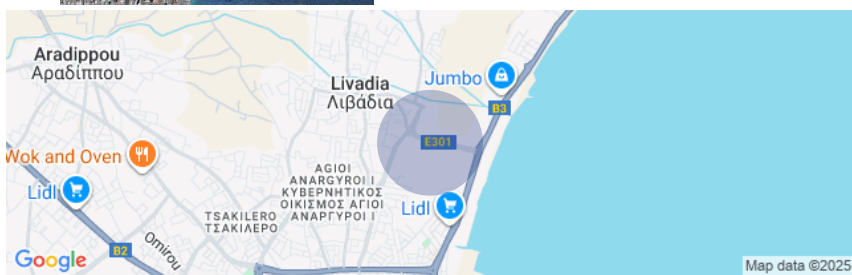 Aradippou
Αραδίππου
Livadia
Λιβάδια
Jumbo
B3
E301
Wok and Oven
Lidl
AGIOI
ANARGYROI I
ΚΥΒΕΡΝΗΤΙΚΟΣ
ΟΙΚΙΣΜΟΣ ΑΓΙΟΙ
ΑΝΑΡΓΥΡΟΙ Ι
TSAKILERO
ΤΣΑΚΙΛΕΡΟ
Lidl
B2
Omirou
Google
Map data ©2025